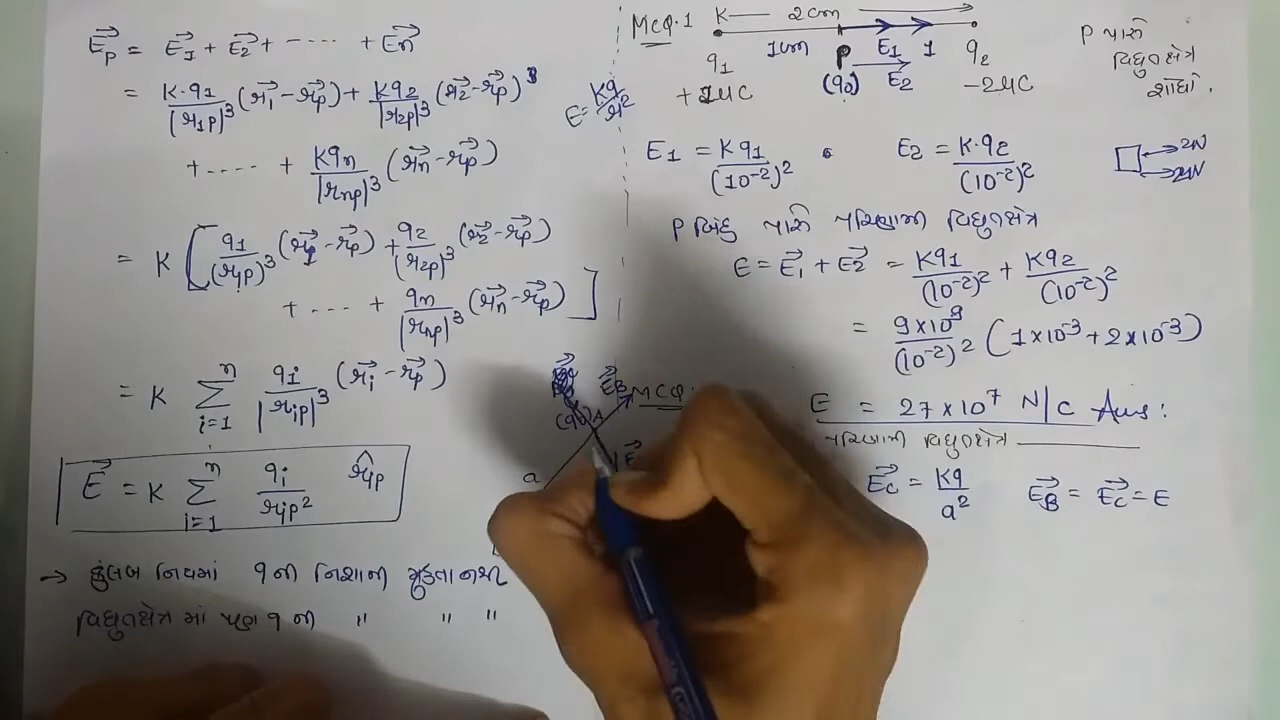 E⃗p = E⃗1 + E⃗2 + ---- + E⃗n
= K·q1/|r1p|³ (r⃗1 - r⃗p) + Kq2/|r2p|³ (r⃗2 - r⃗p)
+ ---- + Kqn/|rnp|³ (r⃗n - r⃗p)
= K [ q1/(r1p)³ (r⃗1 - r⃗p) + q2/(r2p)³ (r⃗2 - r⃗p)
+ --- + qn/|rnp|³ (r⃗n - r⃗p) ]
= K Σ(i=1 to n) qi/|rip|³ (r⃗i - r⃗p)
E⃗ = K Σ(i=1 to n) qi/rip² r̂ip
→ કુલંબ નિયમમાં q ની નિશાની મુકતા નથી
વિદ્યુતક્ષેત્ર માં પણ q ની " " "
E = Kq/r²
MCQ.1 K— 2cm →
1cm P E1 1 q2
q1 (q0) E2
-2μC
P પાસે
વિદ્યુતક્ષેત્ર
શોધો.
E1 = Kq1/(10⁻²)² E2 = K·q2/(10⁻²)² 2N
P બિંદુ પાસે પરિણામી વિદ્યુતક્ષેત્ર
E = E⃗1 + E⃗2 = Kq1/(10⁻²)² + Kq2/(10⁻²)²
= 9×10⁹/(10⁻²)² (1×10⁻³ + 2×10⁻³)
E⃗B MCQ.
E = 27×10⁷ N/C Ans:
(q0) A
પરિણામી વિદ્યુતક્ષેત્ર
a
E⃗C = Kq/a² E⃗B = E⃗C = E